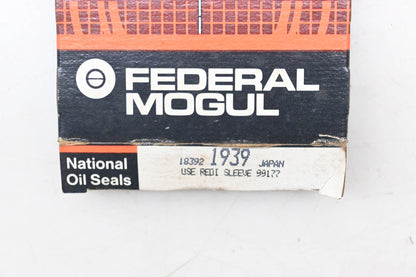 FEDERAL
MOGUL
National
Oil Seals
18392 1939 JAPAN
USE REDI SLEEVE 99177